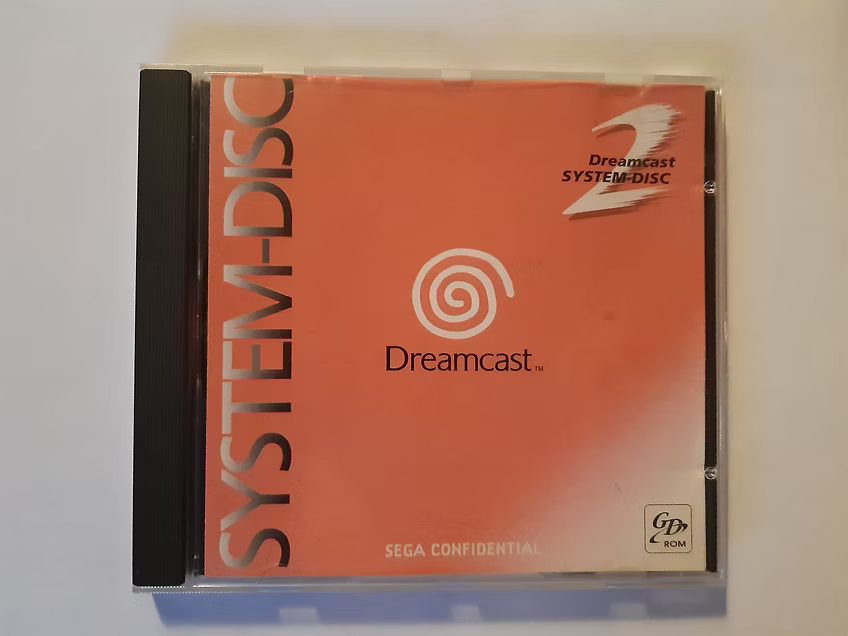 SYSTEM-DISC
2
Dreamcast
SYSTEM-DISC
Dreamcast™
SEGA CONFIDENTIAL
GD
ROM